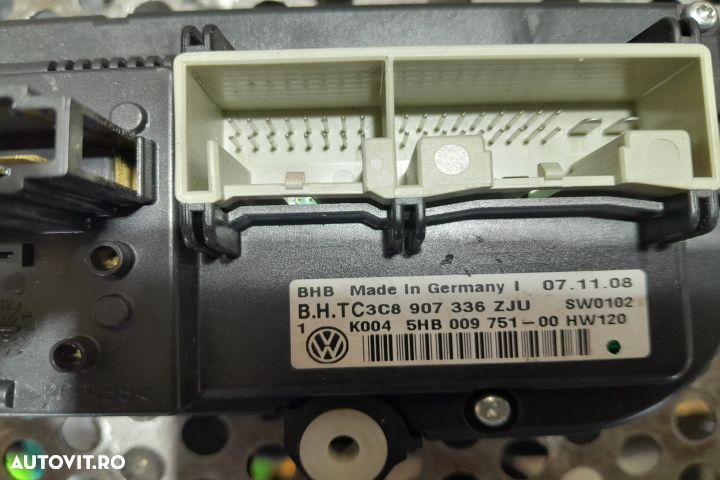 BHB Made In Germany I 07.11.08
B.H.TC3C8 907 336 ZJU SW0102
1 K004 5HB 009 751-00 HW120
AUTOVIT.RO